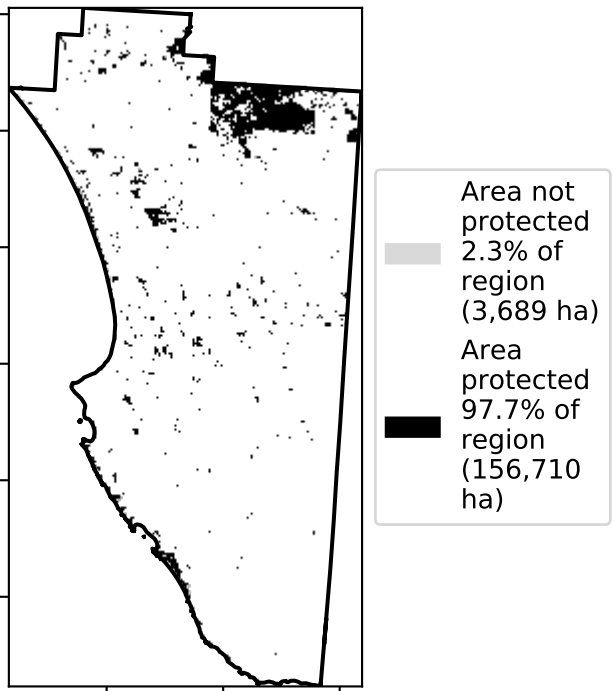 Area not
protected
2.3% of
region
(3,689 ha)
Area
protected
97.7% of
region
(156,710
ha)